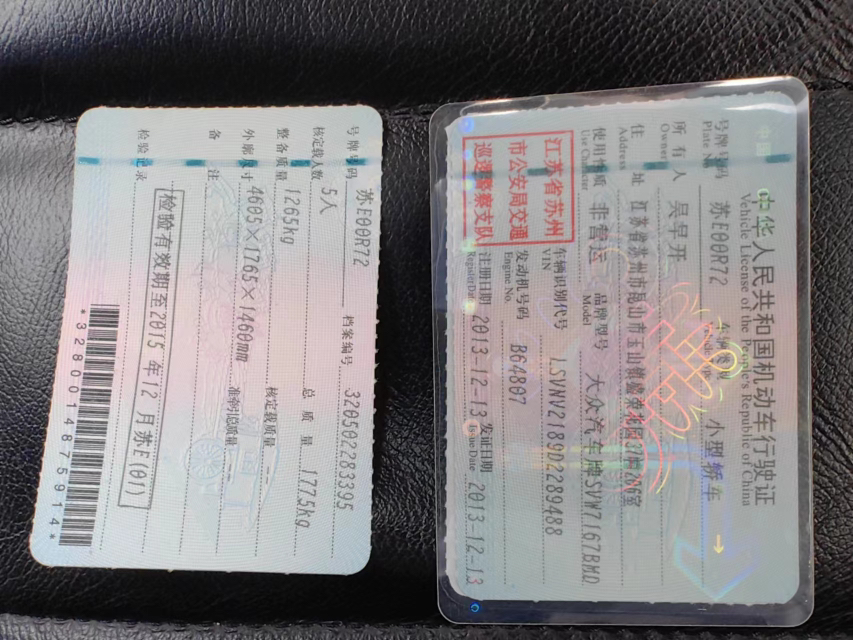 中华人民共和国机动车行驶证
Vehicle License of the People's Republic of China
号牌号码 苏E00R72 车辆类型 小型轿车
Plate No.
所有人 吴早开
Owner
住址 江苏省苏州市昆山市玉山镇
Address
使用性质 非营运 品牌型号 大众汽车牌SVW7167BMD
Use Character Model
江苏省苏州
市公安局交通
巡逻警察支队
车辆识别代号 LSVNV2189D2289488
VIN
发动机号码 B64807
Engine No.
注册日期 2013-12-13 发证日期 2013-12-13
Register Date Issue Date
号牌号码 苏E00R72 档案编号 320502283395
核定载人数 5人 总质量 1775kg
整备质量 1265kg 核定载质量
外廓尺寸 4605×1765×1460mm 准牵引总质量
备注
检验记录 检验有效期至2015年12月苏E(01)
*3280014875914*